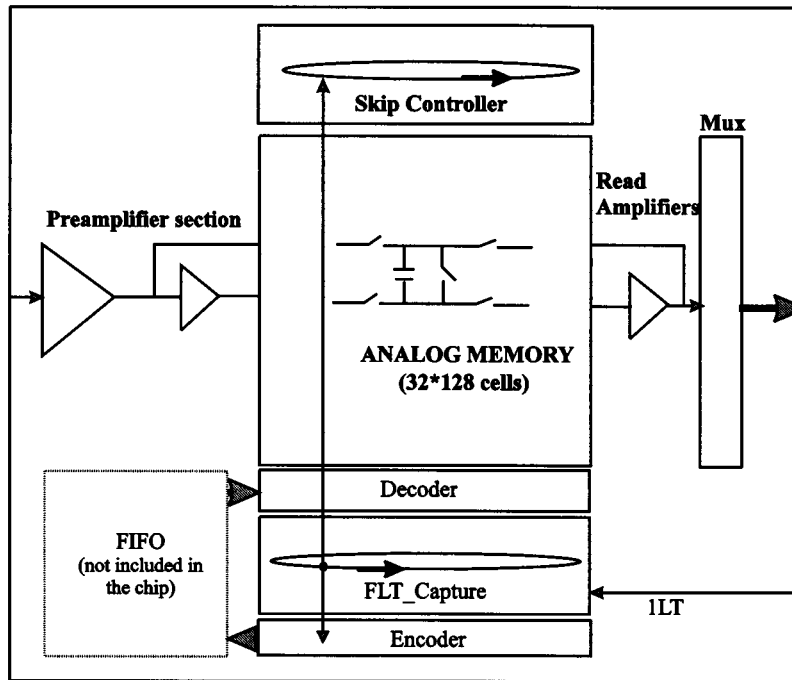 Skip Controller
Mux
Read
Amplifiers
Preamplifier section
ANALOG MEMORY
(32*128 cells)
Decoder
FIFO
(not included in
the chip)
FLT_Capture
1LT
Encoder